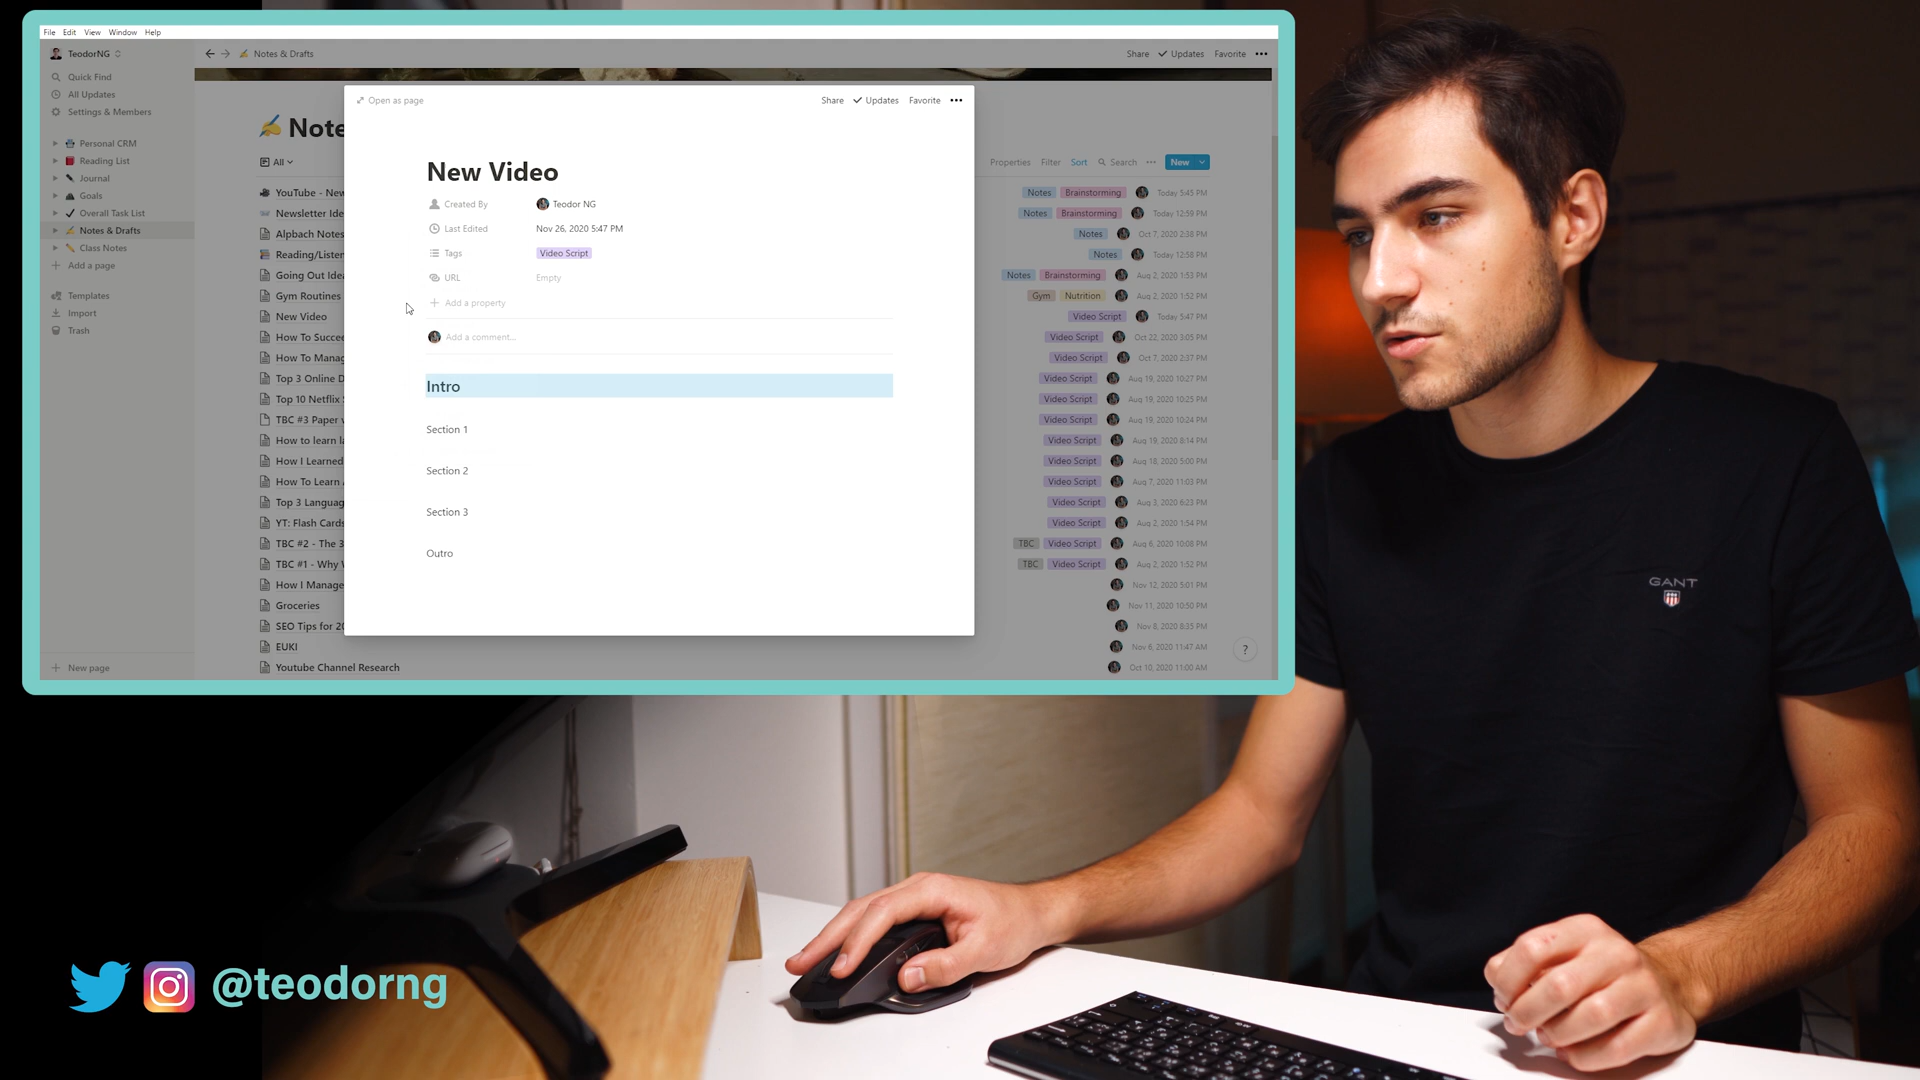 File Edit View Window Help
TeodorNG
Notes & Drafts
Share Updates Favorite •••
Quick Find
All Updates
Settings & Members
Personal CRM
Reading List
Journal
Goals
Overall Task List
Notes & Drafts
Class Notes
Add a page
Templates
Import
Trash
New page
Note
All
Properties Filter Sort Search ••• New
YouTube - New
Notes Brainstorming Today 5:45 PM
Newsletter Ide
Notes Brainstorming Today 12:59 PM
Alpbach Notes
Notes Oct 7, 2020 2:38 PM
Reading/Listen
Notes Today 12:58 PM
Going Out Idea
Notes Brainstorming Aug 2, 2020 1:53 PM
Gym Routines
Gym Nutrition Aug 2, 2020 1:52 PM
New Video
Video Script Today 5:47 PM
How To Succee
Video Script Oct 22, 2020 3:05 PM
How To Manag
Video Script Oct 7, 2020 2:37 PM
Top 3 Online D
Video Script Aug 19, 2020 10:27 PM
Top 10 Netflix S
Video Script Aug 19, 2020 10:25 PM
TBC #3 Paper v
Video Script Aug 19, 2020 10:24 PM
How to learn la
Video Script Aug 19, 2020 8:14 PM
How I Learned
Video Script Aug 18, 2020 5:00 PM
How To Learn
Video Script Aug 7, 2020 11:03 PM
Top 3 Languag
Video Script Aug 3, 2020 6:23 PM
YT: Flash Cards
Video Script Aug 2, 2020 1:54 PM
TBC #2 - The 3
TBC Video Script Aug 6, 2020 10:08 PM
TBC #1 - Why
TBC Video Script Aug 2, 2020 1:52 PM
How I Manage
Nov 12, 2020 5:01 PM
Groceries
Nov 11, 2020 10:50 PM
SEO Tips for 20
Nov 8, 2020 8:35 PM
EUKI
Nov 6, 2020 11:47 AM
Youtube Channel Research
Oct 10, 2020 11:00 AM
?
Open as page
Share Updates Favorite •••
New Video
Created By Teodor NG
Last Edited Nov 26, 2020 5:47 PM
Tags Video Script
URL Empty
Add a property
Add a comment...
Intro
Section 1
Section 2
Section 3
Outro
GANT
@teodorng